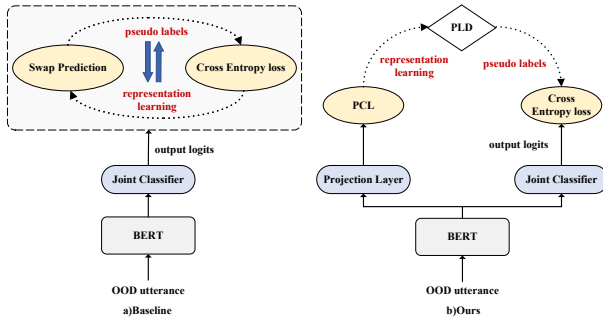 pseudo labels
Swap Prediction
Cross Entropy loss
representation
learning
output logits
Joint Classifier
BERT
OOD utterance
a)Baseline
PLD
representation
learning
pseudo labels
PCL
Cross
Entropy loss
output logits
Projection Layer
Joint Classifier
BERT
OOD utterance
b)Ours